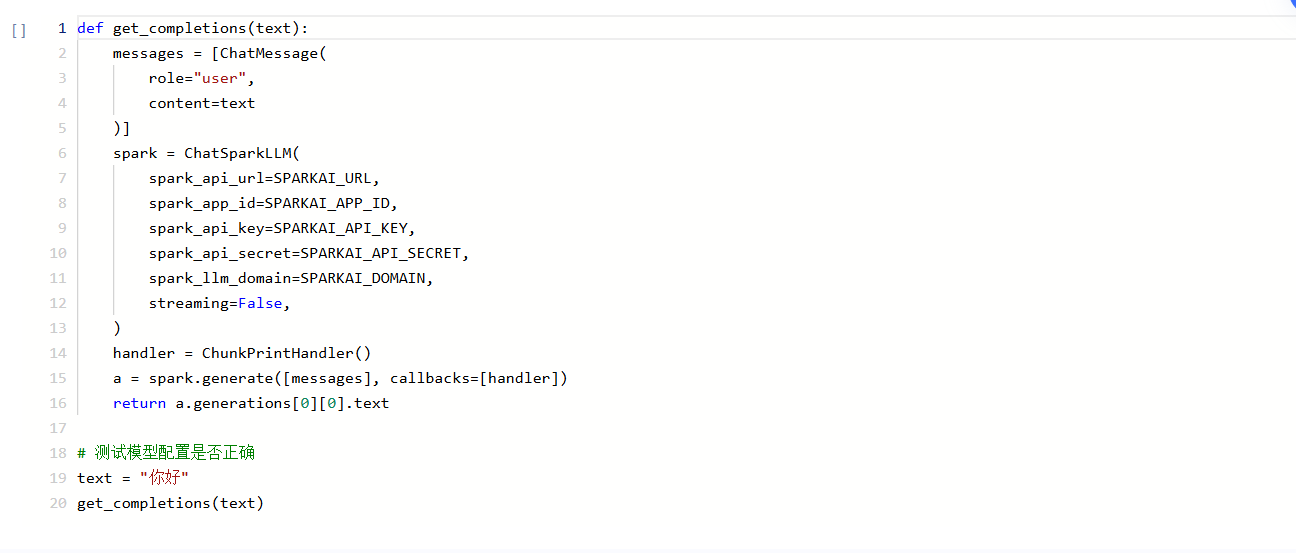 [ ]
1 def get_completions(text):
2     messages = [ChatMessage(
3         role="user",
4         content=text
5     )]
6     spark = ChatSparkLLM(
7         spark_api_url=SPARKAI_URL,
8         spark_app_id=SPARKAI_APP_ID,
9         spark_api_key=SPARKAI_API_KEY,
10         spark_api_secret=SPARKAI_API_SECRET,
11         spark_llm_domain=SPARKAI_DOMAIN,
12         streaming=False,
13     )
14     handler = ChunkPrintHandler()
15     a = spark.generate([messages], callbacks=[handler])
16     return a.generations[0][0].text
17
18 # 测试模型配置是否正确
19 text = "你好"
20 get_completions(text)